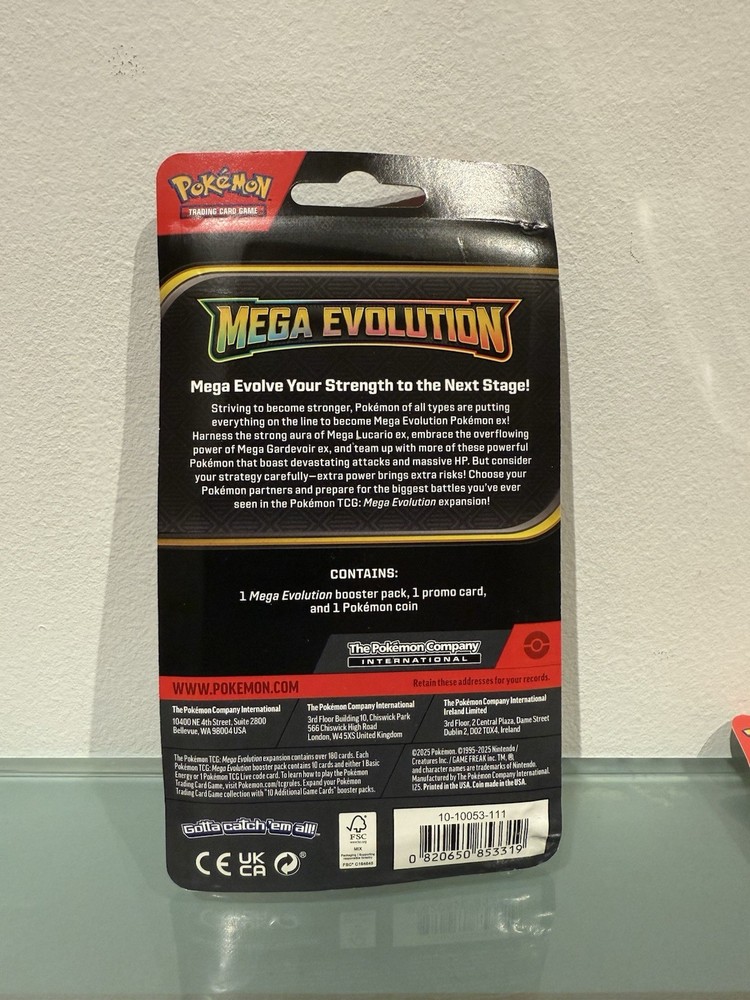 POKéMON
TRADING CARD GAME
MEGA EVOLUTION
Mega Evolve Your Strength to the Next Stage!
Striving to become stronger, Pokémon of all types are putting
everything on the line to become Mega Evolution Pokémon ex!
Harness the strong aura of Mega Lucario ex, embrace the overflowing
power of Mega Gardevoir ex, and team up with more of these powerful
Pokémon that boast devastating attacks and massive HP. But consider
your strategy carefully—extra power brings extra risks! Choose your
Pokémon partners and prepare for the biggest battles you've ever
seen in the Pokémon TCG: Mega Evolution expansion!
CONTAINS:
1 Mega Evolution booster pack, 1 promo card,
and 1 Pokémon coin
The Pokémon Company
INTERNATIONAL
WWW.POKEMON.COM
Retain these addresses for your records.
The Pokémon Company International
10400 NE 4th Street, Suite 2800
Bellevue, WA 98004 USA
The Pokémon Company International
3rd Floor Building 10, Chiswick Park
566 Chiswick High Road
London, W4 5XS United Kingdom
The Pokémon Company International
Ireland Limited
3rd Floor, 2 Central Plaza, Dame Street
Dublin 2, D02 T0X4, Ireland
The Pokémon TCG: Mega Evolution expansion contains over 180 cards. Each
Pokémon TCG: Mega Evolution booster pack contains 10 cards and either 1 Basic
Energy or 1 Pokémon TCG Live code card. To learn how to play the Pokémon
Trading Card Game, visit Pokemon.com/tcgrules. Expand your Pokémon
Trading Card Game collection with "10 Additional Game Cards" booster packs.
©2025 Pokémon. ©1995-2025 Nintendo/
Creatures Inc. / GAME FREAK inc. TM, ®,
and character names are trademarks of Nintendo.
Manufactured by The Pokémon Company International.
125. Printed in the USA. Coin made in the USA.
Gotta catch 'em all!
CE UK
CA
®
FSC
www.fsc.org
MIX
Packaging | Supporting
responsible forestry
10-10053-111
0 820650 853319